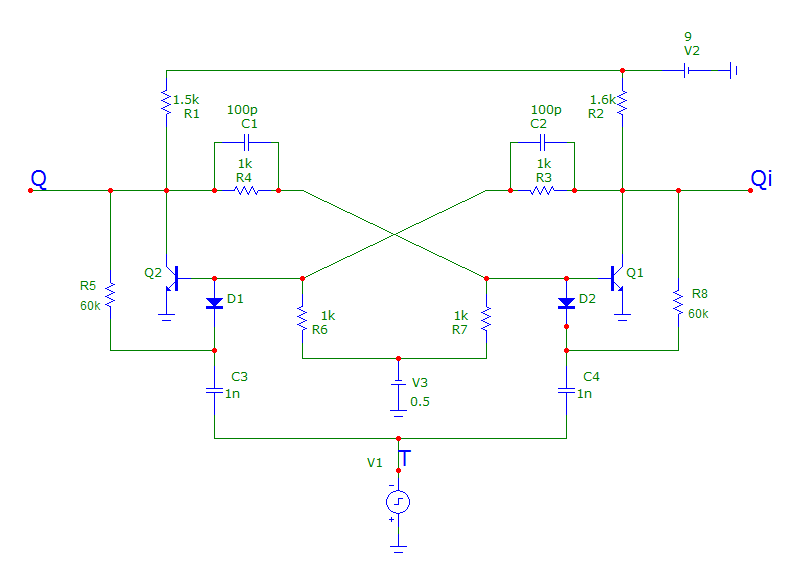 9
V2
1.5k
R1
100p
C1
100p
C2
1.6k
R2
1k
R4
1k
R3
Q
Qi
Q2
Q1
R5
60k
D1
D2
R8
60k
1k
R6
1k
R7
V3
0.5
C3
1n
C4
1n
V1
T
-
+